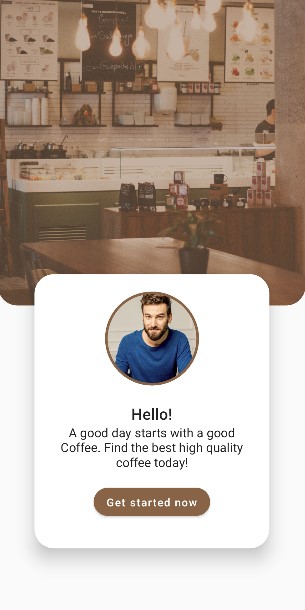 Hello!
A good day starts with a good
Coffee. Find the best high quality
coffee today!
Get started now